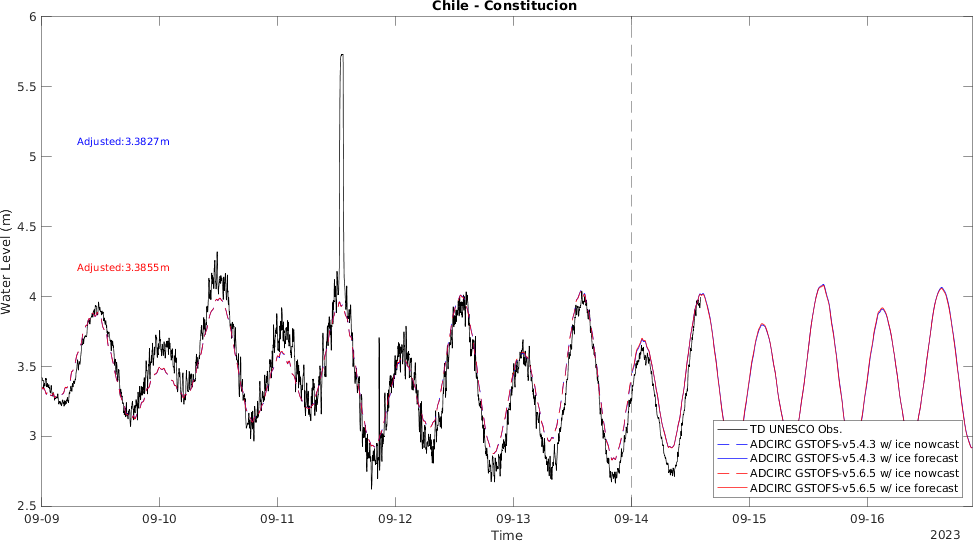 Chile - Constitucion
6
5.5
5
4.5
4
3.5
3
2.5
Water Level (m)
Adjusted:3.3827m
Adjusted:3.3855m
TD UNESCO Obs.
ADCIRC GSTOFS-v5.4.3 w/ ice nowcast
ADCIRC GSTOFS-v5.4.3 w/ ice forecast
ADCIRC GSTOFS-v5.6.5 w/ ice nowcast
ADCIRC GSTOFS-v5.6.5 w/ ice forecast
09-09 09-10 09-11 09-12 09-13 09-14 09-15 09-16
Time
2023